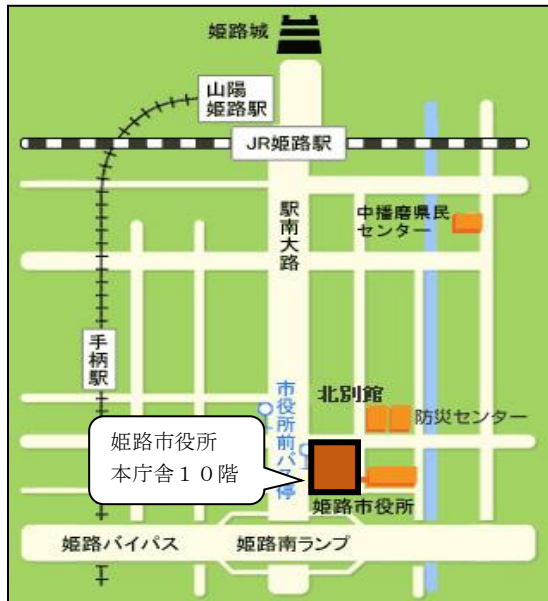 姫路城
山陽
姫路駅
JR姫路駅
駅南大路
中播磨県民
センター
手柄駅
市役所前バス停
北別館
防災センター
姫路市役所
本庁舎１０階
姫路市役所
姫路バイパス
姫路南ランプ